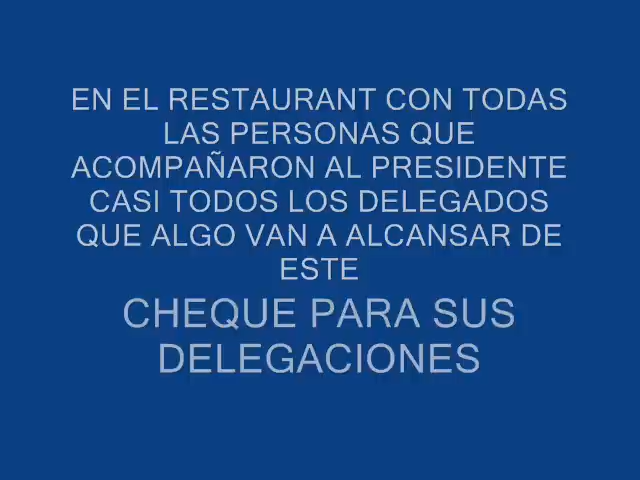 EN EL RESTAURANT CON TODAS
LAS PERSONAS QUE
ACOMPAÑARON AL PRESIDENTE
CASI TODOS LOS DELEGADOS
QUE ALGO VAN A ALCANSAR DE
ESTE
CHEQUE PARA SUS
DELEGACIONES